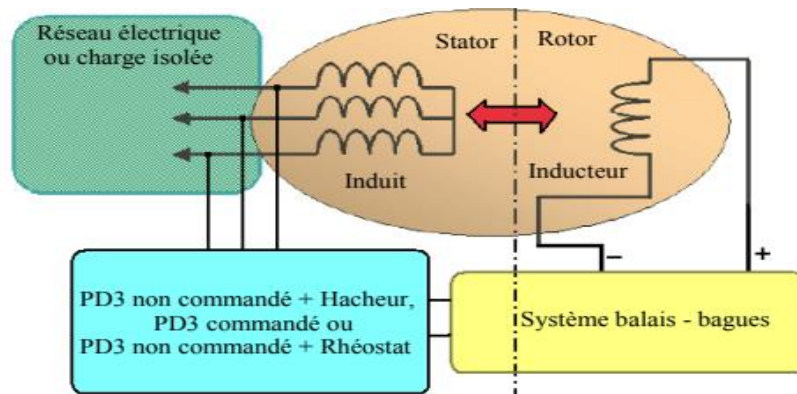 Réseau électrique
ou charge isolée
Stator
Rotor
Induit
Inducteur
–
+
PD3 non commandé + Hacheur,
PD3 commandé ou
PD3 non commandé + Rhéostat
Système balais - bagues